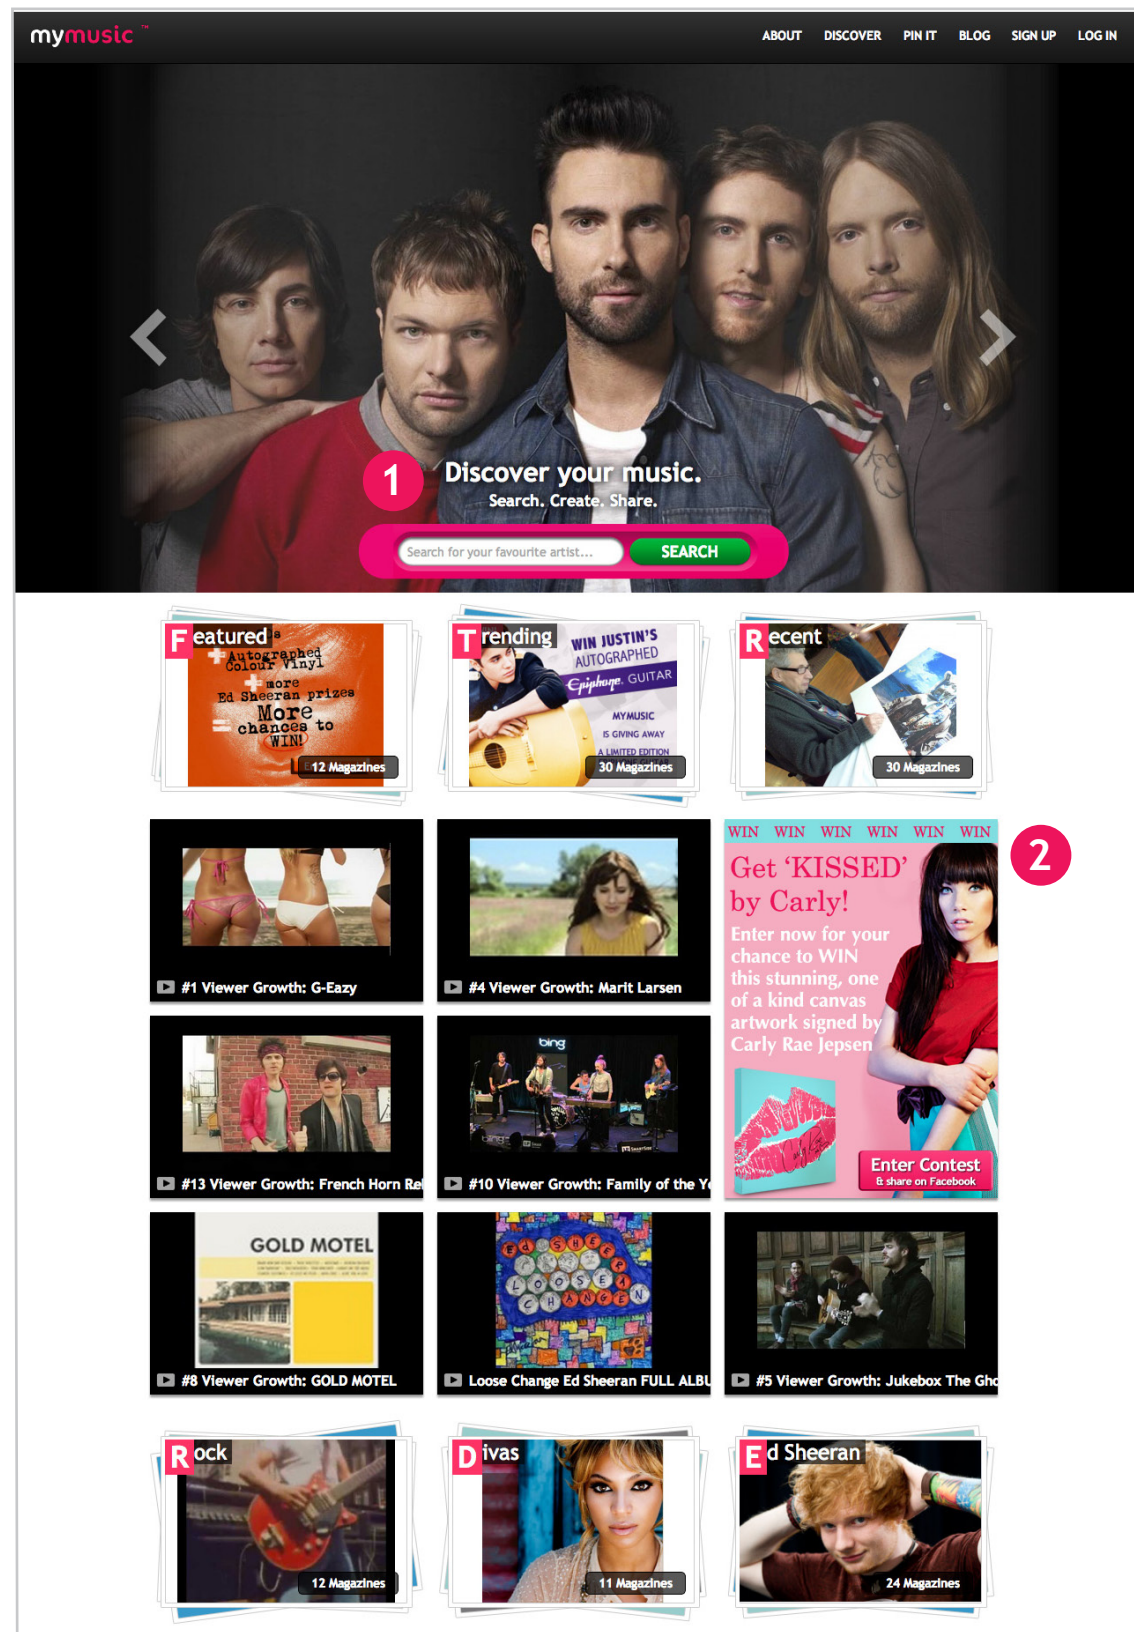 mymusic ™
ABOUT DISCOVER PIN IT BLOG SIGN UP LOG IN
1
Discover your music.
Search. Create. Share.
Search for your favourite artist...
SEARCH
Featured
+ Autographed
Colour Vinyl
+ more
Ed Sheeran prizes
= More
chances to
WIN!
12 Magazines
Trending
WIN JUSTIN'S
AUTOGRAPHED
Epiphone. GUITAR
MYMUSIC
IS GIVING AWAY
A LIMITED EDITION
30 Magazines
Recent
30 Magazines
#1 Viewer Growth: G-Eazy
#4 Viewer Growth: Marit Larsen
WIN WIN WIN WIN WIN WIN
2
Get ‘KISSED’
by Carly!
Enter now for your
chance to WIN
this stunning, one
of a kind canvas
artwork signed by
Carly Rae Jepsen
Enter Contest
& share on Facebook
#13 Viewer Growth: French Horn Re
bing
bing
#10 Viewer Growth: Family of the Ye
GOLD MOTEL
#8 Viewer Growth: GOLD MOTEL
ED SHEERAN
LOOSE
CHANGE
Loose Change Ed Sheeran FULL ALBU
#5 Viewer Growth: Jukebox The Gho
Rock
12 Magazines
Divas
11 Magazines
Ed Sheeran
24 Magazines